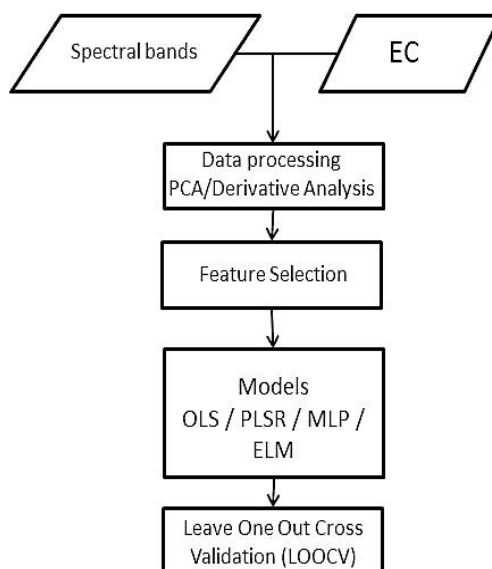 Spectral bands
EC
Data processing
PCA/Derivative Analysis
Feature Selection
Models
OLS / PLSR / MLP /
ELM
Leave One Out Cross
Validation (LOOCV)